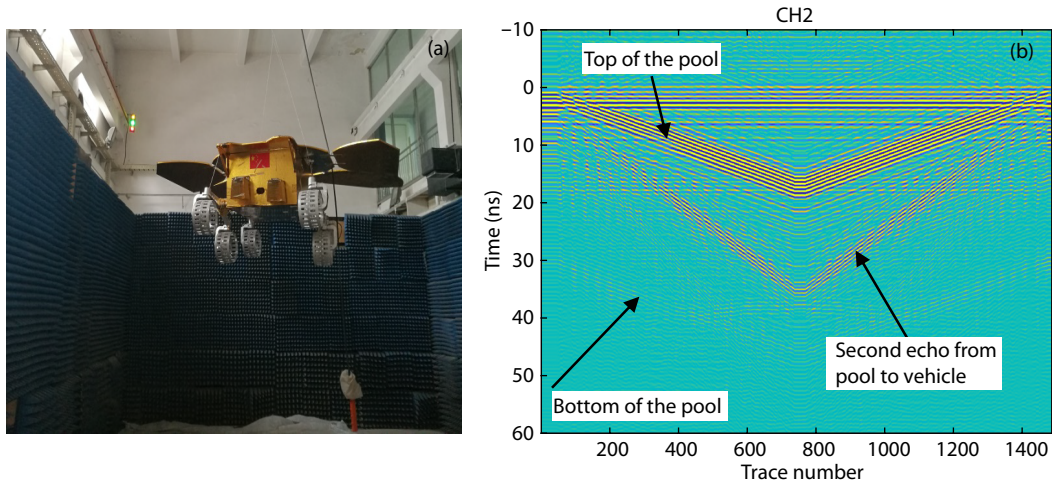 (a)
CH2
(b)
Top of the pool
Second echo from
pool to vehicle
Bottom of the pool
Time (ns)
−10
0
10
20
30
40
50
60
200
400
600
800
1000
1200
1400
Trace number